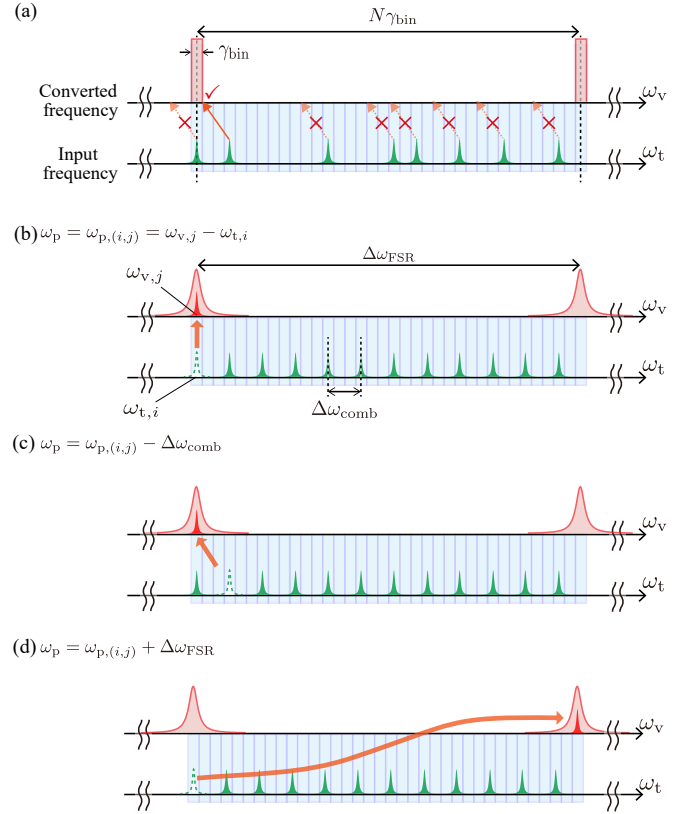 (a)
Nγbin
γbin
Converted
frequency
ωv
Input
frequency
ωt
(b) ωp = ωp,(i,j) = ωv,j − ωt,i
ΔωFSR
ωv,j
ωv
ωt
ωt,i
Δωcomb
(c) ωp = ωp,(i,j) − Δωcomb
ωv
ωt
(d) ωp = ωp,(i,j) + ΔωFSR
ωv
ωt